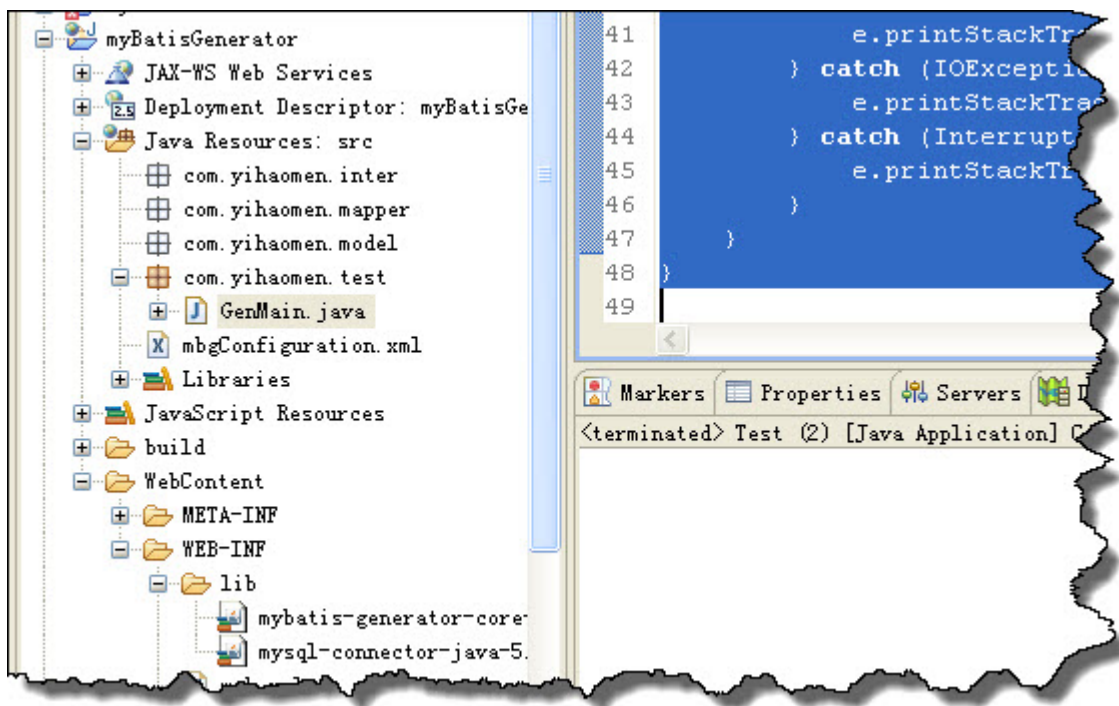 myBatisGenerator
JAX-WS Web Services
2.5 Deployment Descriptor: myBatisGe
Java Resources: src
com.yihaomen.inter
com.yihaomen.mapper
com.yihaomen.model
com.yihaomen.test
J GenMain.java
X mbgConfiguration.xml
Libraries
JavaScript Resources
build
WebContent
META-INF
WEB-INF
lib
mybatis-generator-core-
mysql-connector-java-5.
41 e.printStackTr
42 } catch (IOExceptio
43 e.printStackTrac
44 } catch (Interrupt
45 e.printStackTr
46 }
47 }
48 }
49
Markers Properties Servers
<terminated> Test (2) [Java Application] C